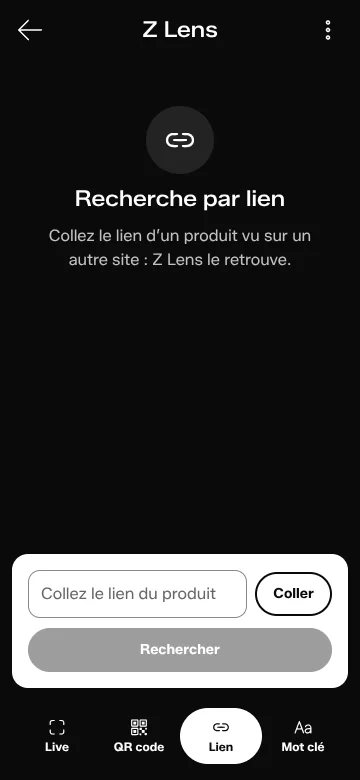 Z Lens
Recherche par lien
Collez le lien d’un produit vu sur un
autre site : Z Lens le retrouve.
Collez le lien du produit
Coller
Rechercher
Live
QR code
Lien
Aa
Mot clé